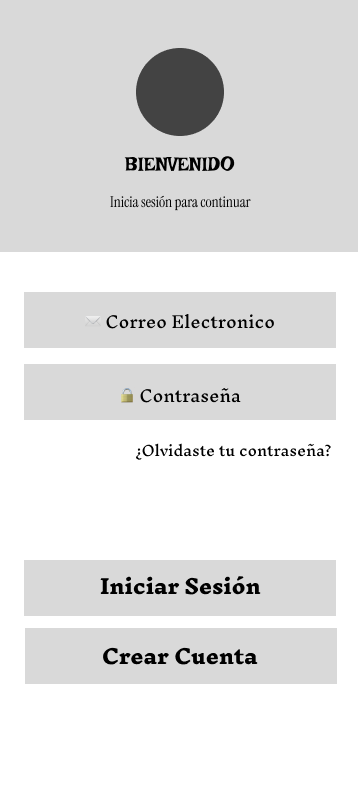 BIENVENIDO
Inicia sesión para continuar
Correo Electronico
Contraseña
¿Olvidaste tu contraseña?
Iniciar Sesión
Crear Cuenta